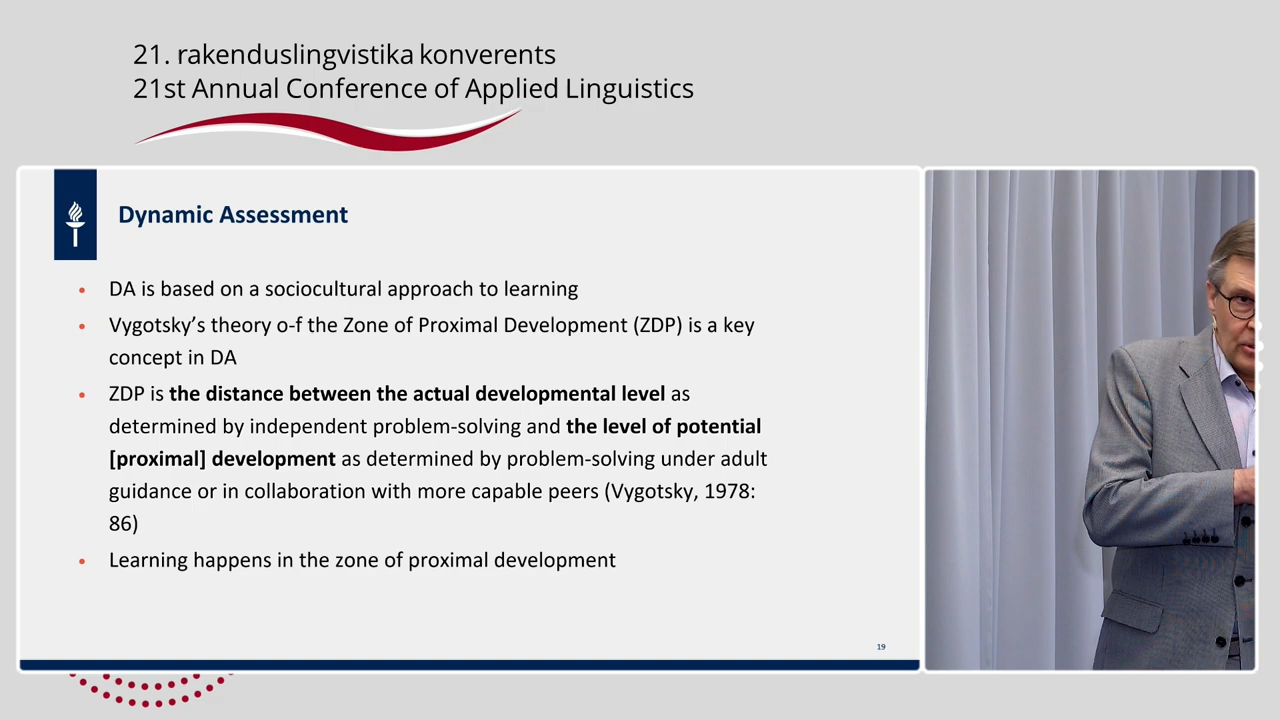 21. rakenduslingvistika konverents
21st Annual Conference of Applied Linguistics
Dynamic Assessment
• DA is based on a sociocultural approach to learning
• Vygotsky's theory o-f the Zone of Proximal Development (ZDP) is a key
concept in DA
• ZDP is the distance between the actual developmental level as
determined by independent problem-solving and the level of potential
[proximal] development as determined by problem-solving under adult
guidance or in collaboration with more capable peers (Vygotsky, 1978:
86)
• Learning happens in the zone of proximal development
19